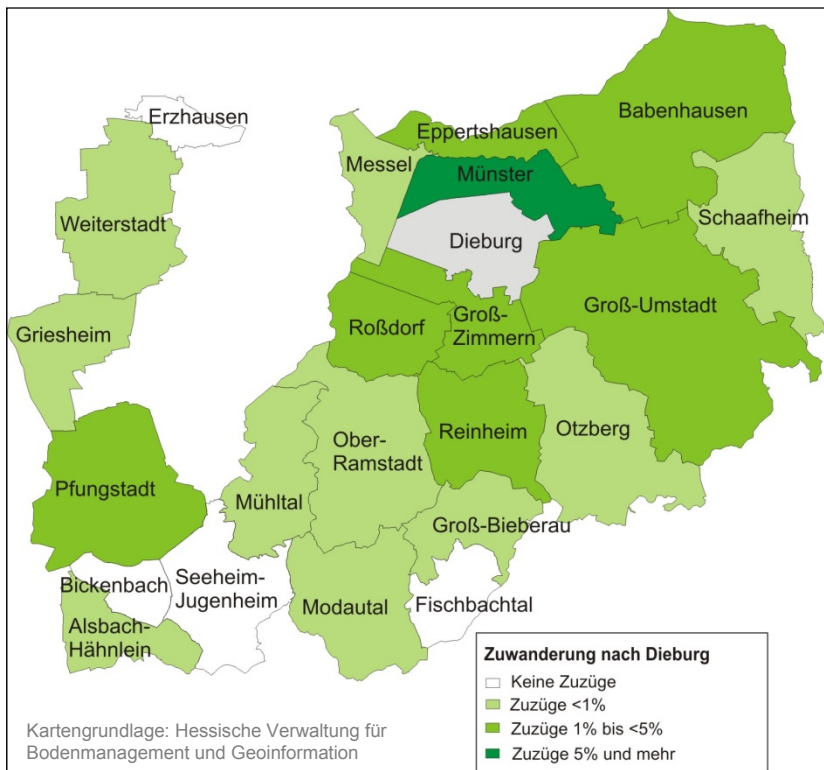 Erzhausen
Babenhausen
Eppertshausen
Messel
Münster
Weiterstadt
Schaafheim
Dieburg
Groß-Umstadt
Griesheim
Roßdorf
Groß-
Zimmern
Reinheim
Otzberg
Ober-
Ramstadt
Pfungstadt
Mühltal
Groß-Bieberau
Bickenbach
Seeheim-
Jugenheim
Modautal
Fischbachtal
Alsbach-
Hähnlein
Zuwanderung nach Dieburg
Keine Zuzüge
Zuzüge <1%
Zuzüge 1% bis <5%
Zuzüge 5% und mehr
Kartengrundlage: Hessische Verwaltung für
Bodenmanagement und Geoinformation